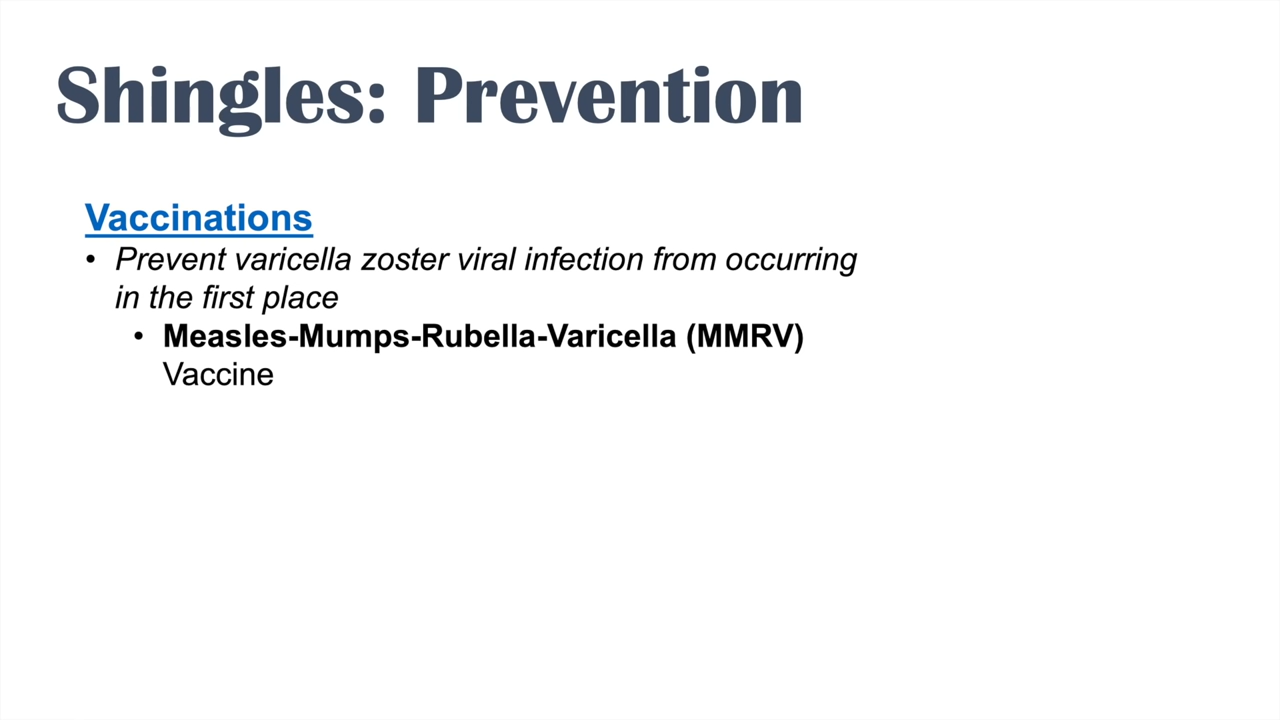 Shingles: Prevention
Vaccinations
• Prevent varicella zoster viral infection from occurring
in the first place
• Measles-Mumps-Rubella-Varicella (MMRV)
Vaccine